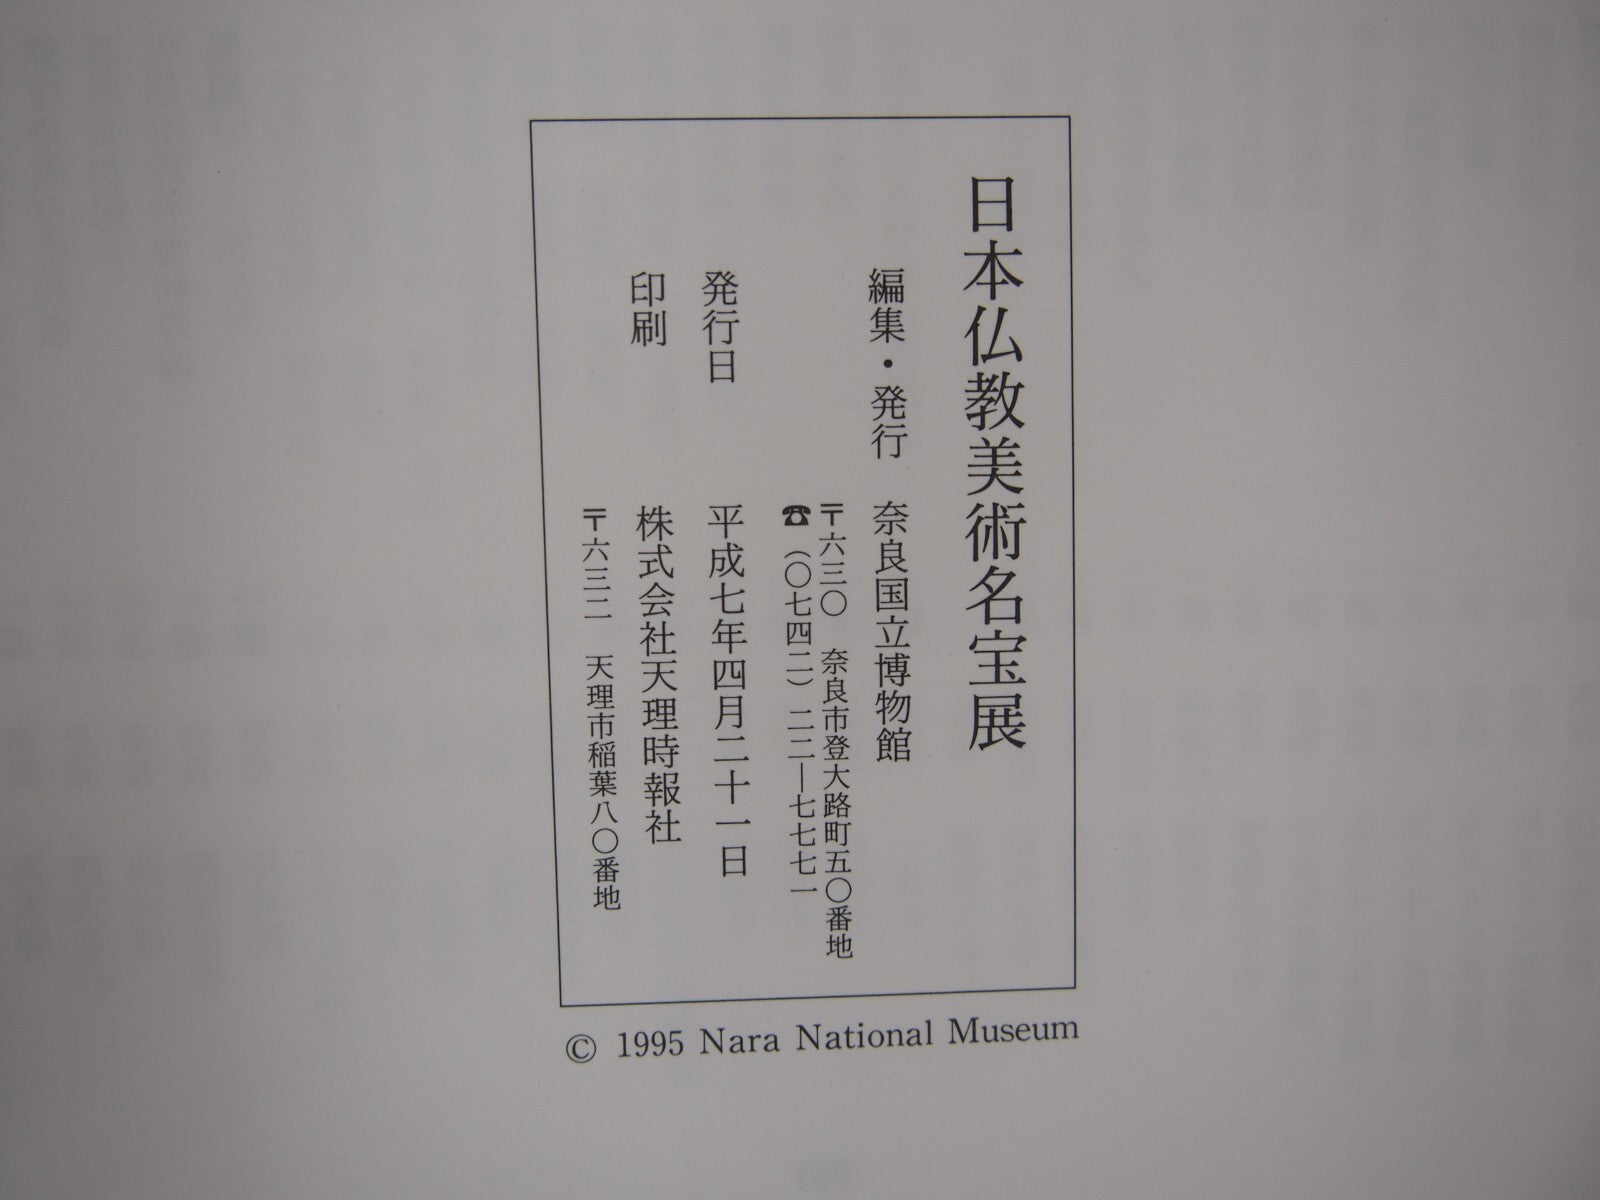 日本仏教美術名宝展
編集・発行　奈良国立博物館
〒六三〇　奈良市登大路町五〇番地
☎（〇七四二）二二―七七七一
発行日　平成七年四月二十一日
印刷　株式会社天理時報社
〒六三二　天理市稲葉八〇番地
© 1995 Nara National Museum